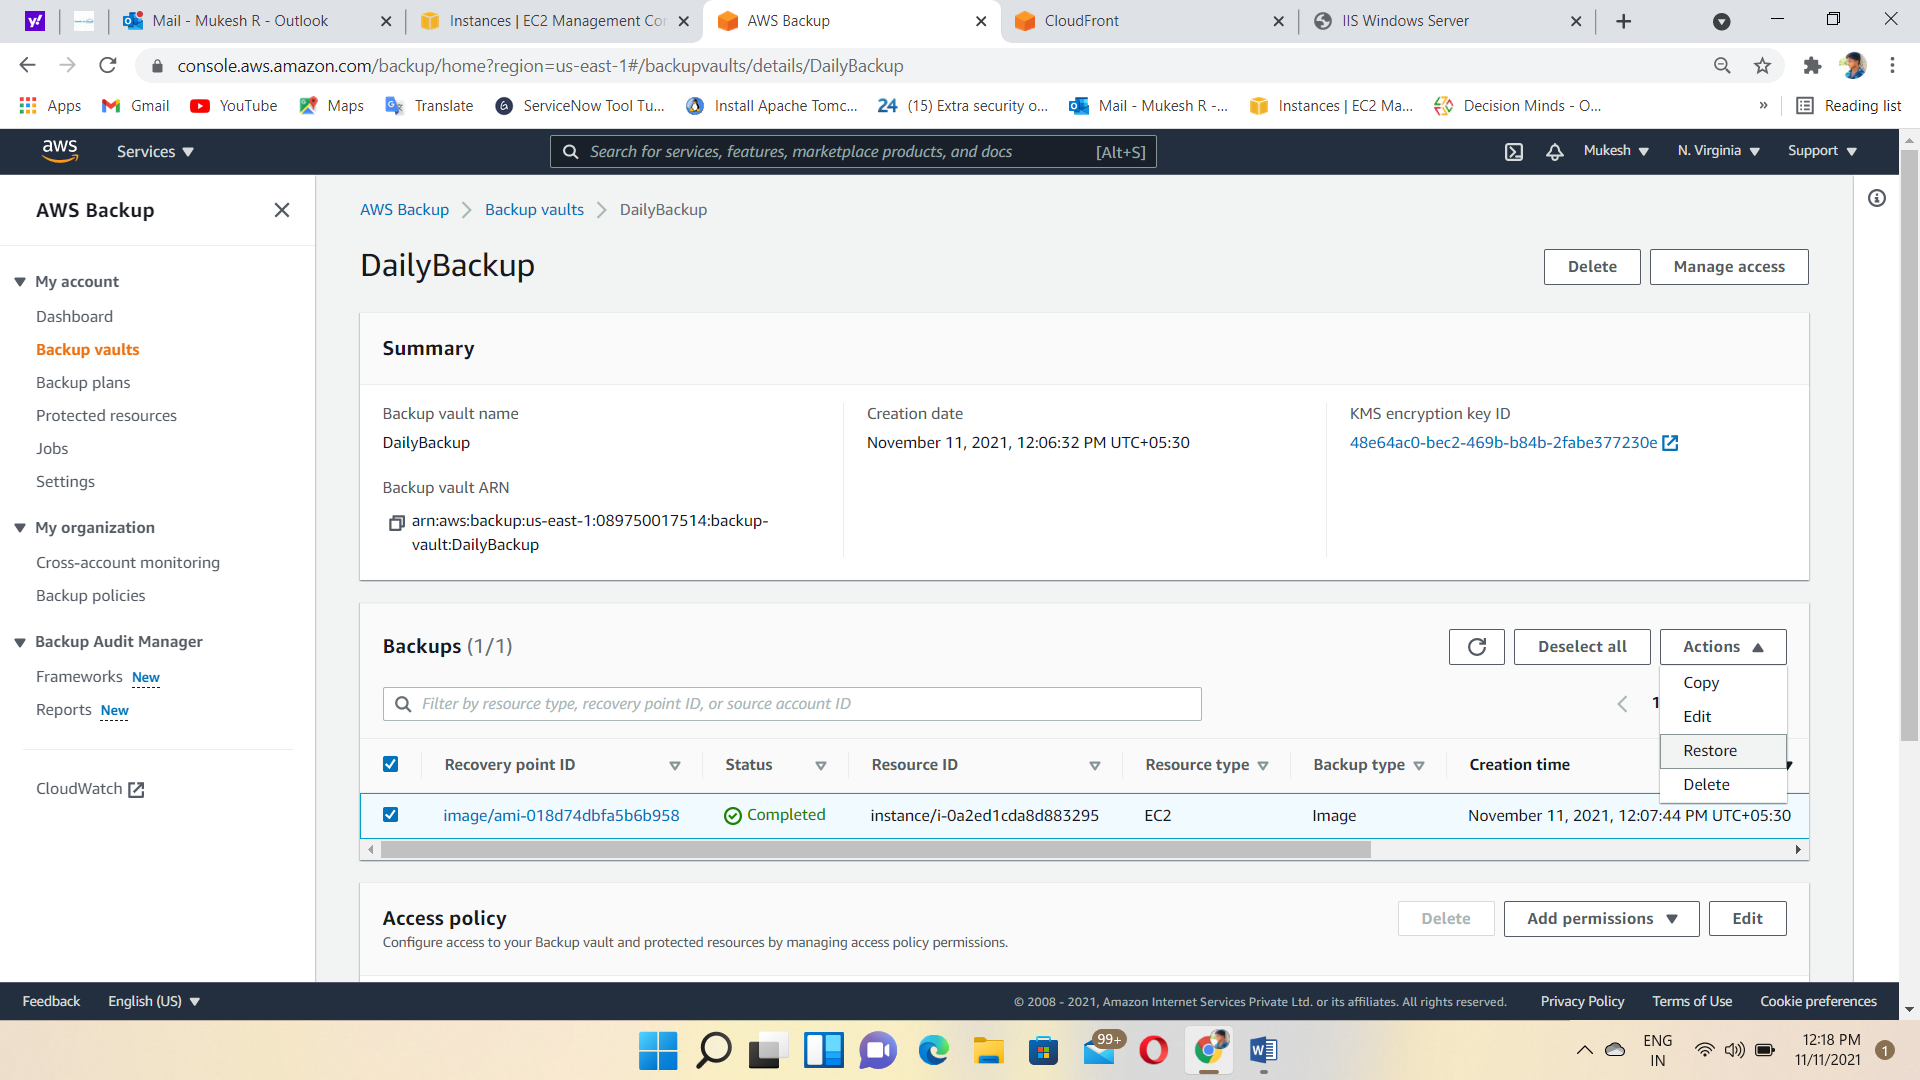 Mail - Mukesh R - Outlook
Instances | EC2 Management Cor
AWS Backup
CloudFront
IIS Windows Server
console.aws.amazon.com/backup/home?region=us-east-1#/backupvaults/details/DailyBackup
Apps
Gmail
YouTube
Maps
Translate
ServiceNow Tool Tu...
Install Apache Tomc...
24 (15) Extra security o...
Mail - Mukesh R -...
Instances | EC2 Ma...
Decision Minds - O...
»
Reading list
aws
Services
Search for services, features, marketplace products, and docs
[Alt+S]
Mukesh
N. Virginia
Support
AWS Backup
My account
Dashboard
Backup vaults
Backup plans
Protected resources
Jobs
Settings
My organization
Cross-account monitoring
Backup policies
Backup Audit Manager
Frameworks New
Reports New
CloudWatch
AWS Backup > Backup vaults > DailyBackup
DailyBackup
Delete
Manage access
Summary
Backup vault name
DailyBackup
Backup vault ARN
arn:aws:backup:us-east-1:089750017514:backup-
vault:DailyBackup
Creation date
November 11, 2021, 12:06:32 PM UTC+05:30
KMS encryption key ID
48e64ac0-bec2-469b-b84b-2fabe377230e
Backups (1/1)
Deselect all
Actions
Copy
Edit
Restore
Delete
Filter by resource type, recovery point ID, or source account ID
1
Recovery point ID
Status
Resource ID
Resource type
Backup type
Creation time
image/ami-018d74dbfa5b6b958
Completed
instance/i-0a2ed1cda8d883295
EC2
Image
November 11, 2021, 12:07:44 PM UTC+05:30
Access policy
Configure access to your Backup vault and protected resources by managing access policy permissions.
Delete
Add permissions
Edit
Feedback
English (US)
© 2008 - 2021, Amazon Internet Services Private Ltd. or its affiliates. All rights reserved.
Privacy Policy
Terms of Use
Cookie preferences
99+
ENG
IN
12:18 PM
11/11/2021
1